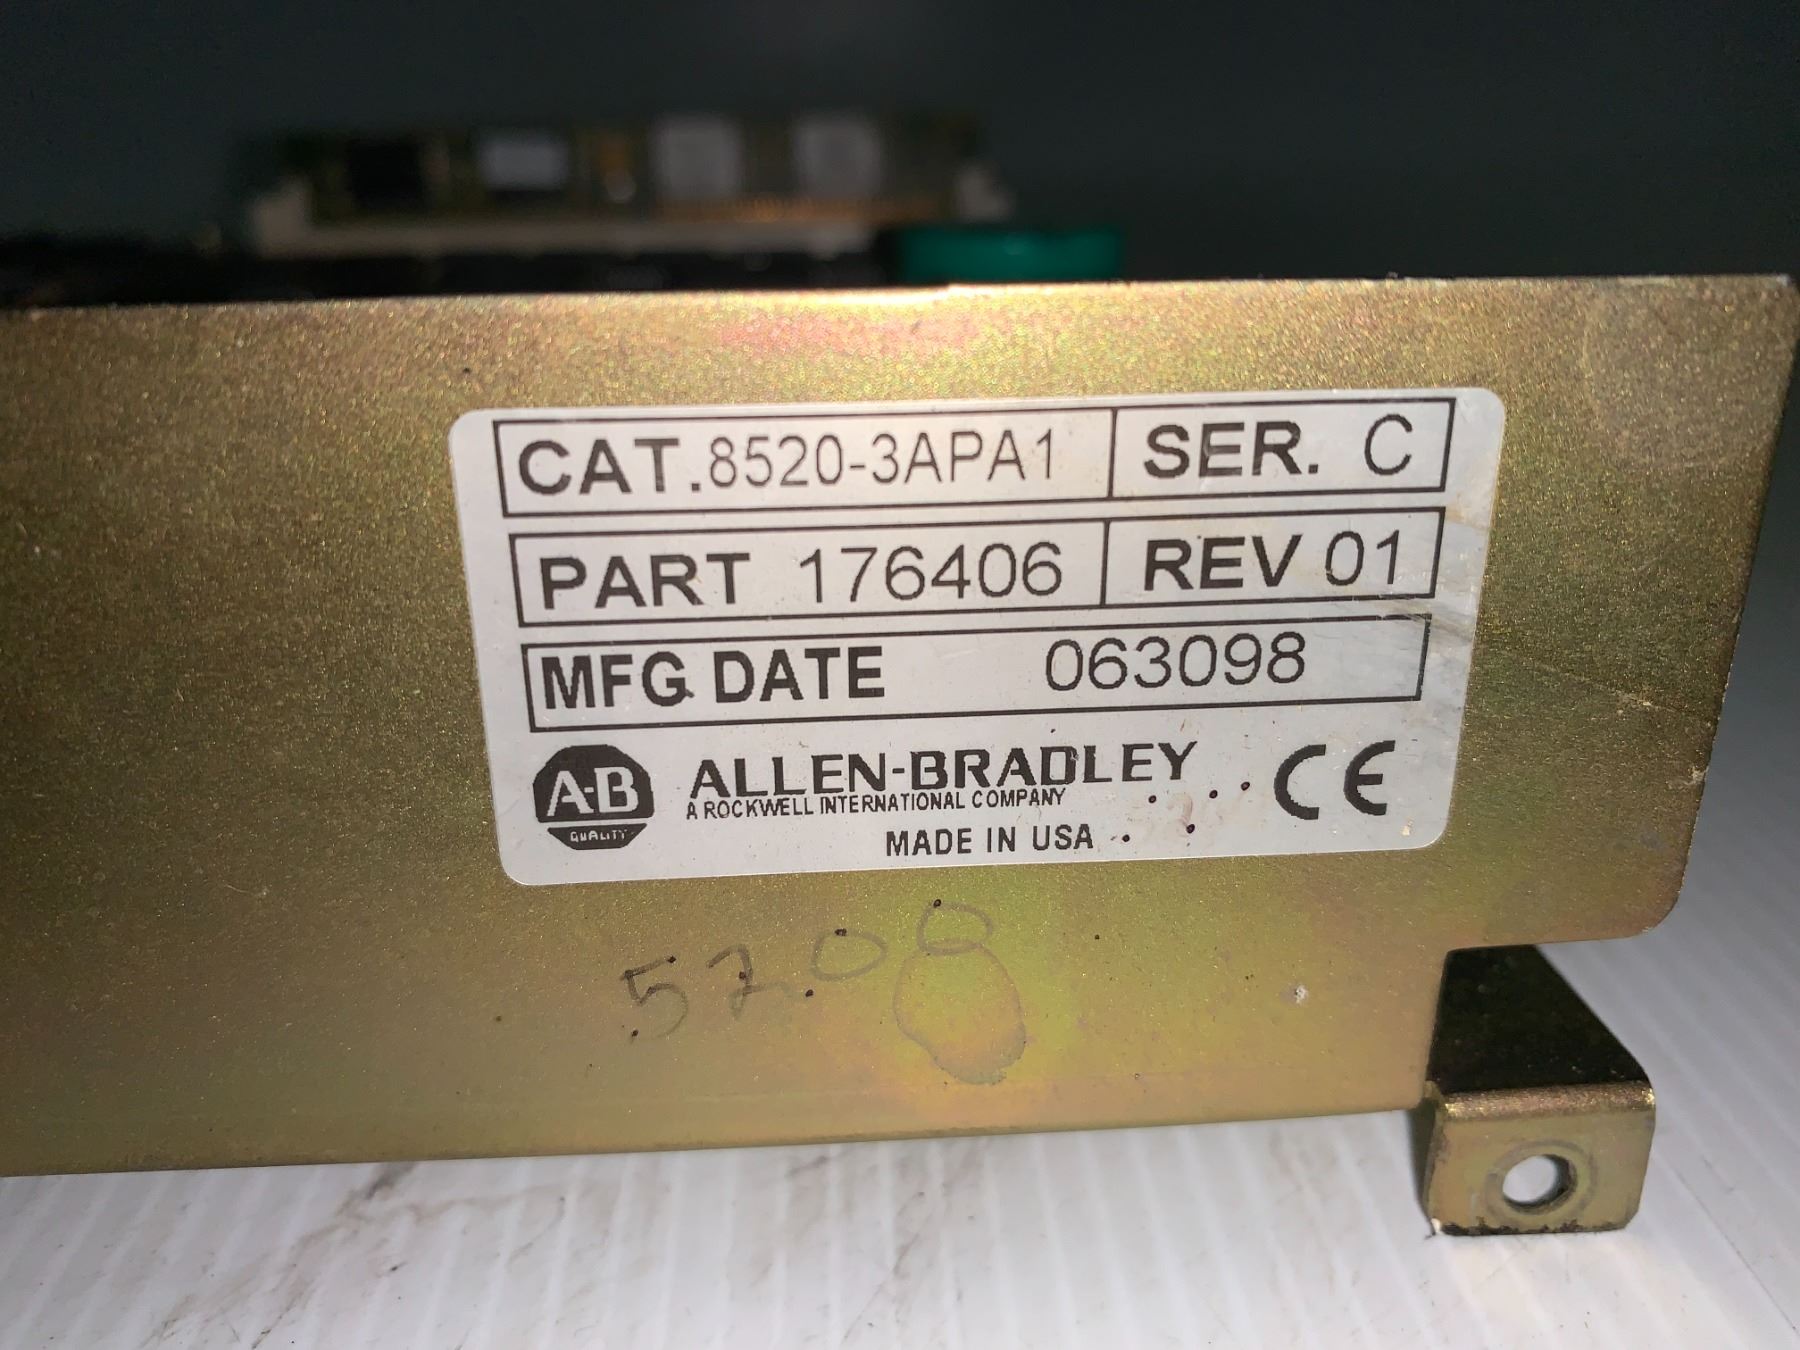 CAT.8520-3APA1 SER. C
PART 176406 REV 01
MFG DATE 063098
A-B
QUALITY
ALLEN-BRADLEY
A ROCKWELL INTERNATIONAL COMPANY
MADE IN USA
CE
5208